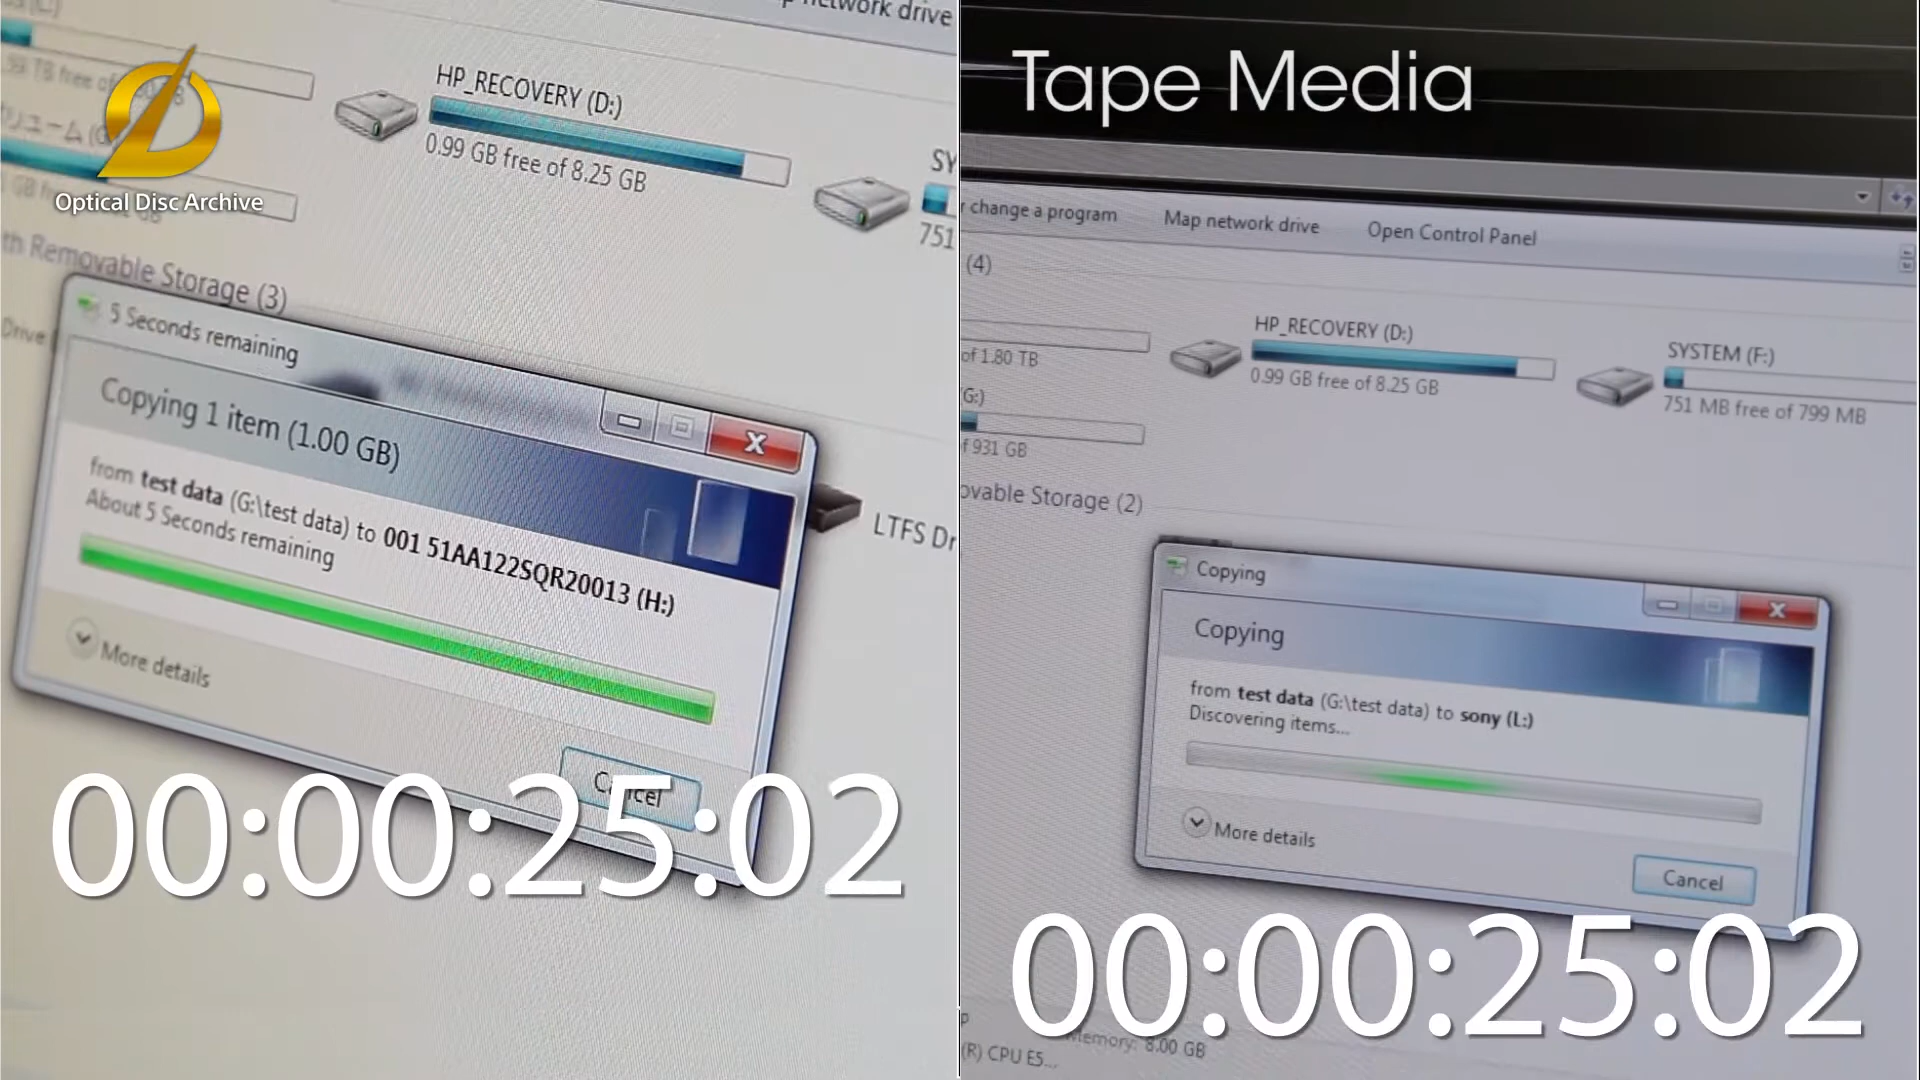 network drive
HP_RECOVERY (D:)
0.99 GB free of 8.25 GB
SY
751
Optical Disc Archive
Removable Storage (3)
Drive
5 Seconds remaining
Copying 1 item (1.00 GB)
from test data (G:\test data) to 001 51AA122SQR20013 (H:)
About 5 Seconds remaining
More details
Cancel
LTFS Dr
00:00:25:02
Tape Media
change a program
Map network drive
Open Control Panel
(4)
of 1.80 TB
HP_RECOVERY (D:)
0.99 GB free of 8.25 GB
SYSTEM (F:)
751 MB free of 799 MB
G:)
f 931 GB
ovable Storage (2)
Copying
Copying
from test data (G:\test data) to sony (L:)
Discovering items...
More details
Cancel
00:00:25:02
Memory: 8.00 GB
(R) CPU E5...